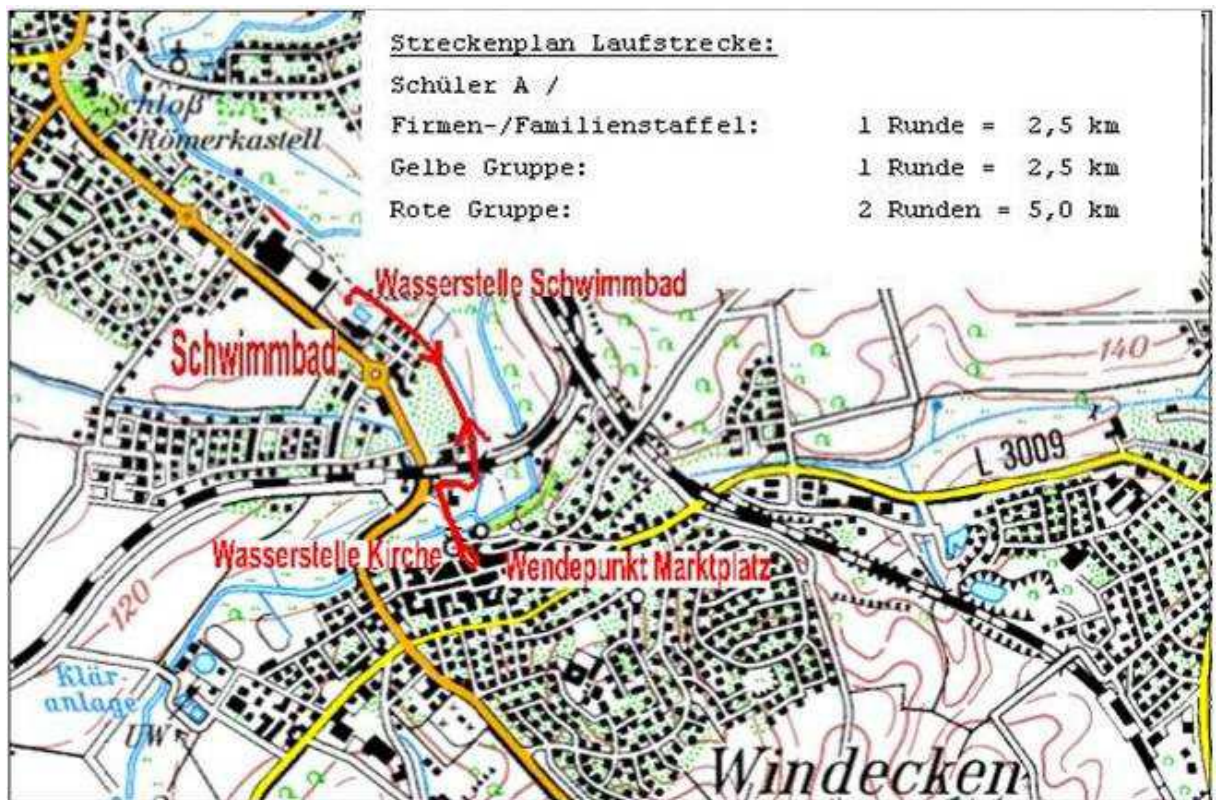 Streckenplan Laufstrecke:
Schüler A /
Firmen-/Familienstaffel: 1 Runde = 2,5 km
Gelbe Gruppe: 1 Runde = 2,5 km
Rote Gruppe: 2 Runden = 5,0 km
Schloß
Römerkastell
Wasserstelle Schwimmbad
Schwimmbad
140
L 3009
Wasserstelle Kirche
Wendepunkt Marktplatz
120
Klär-
anlage
UW
Windecken